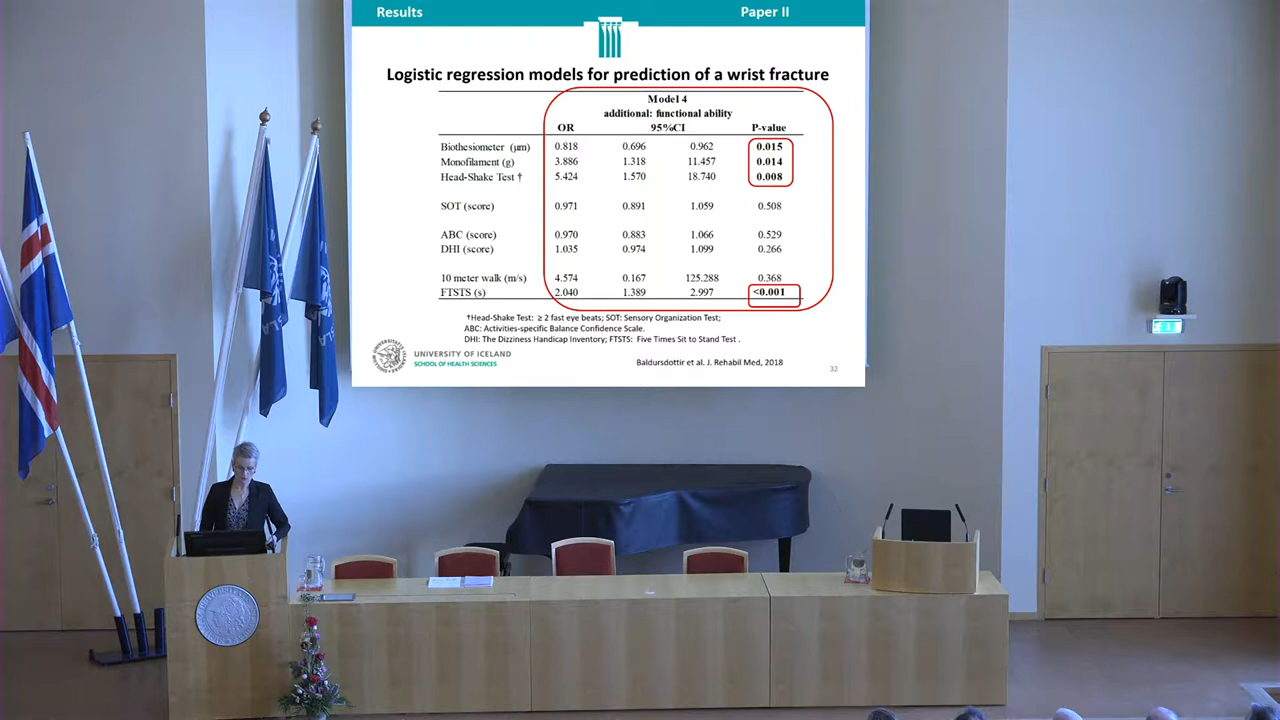 Results Paper II
Logistic regression models for prediction of a wrist fracture
Model 4
additional: functional ability
OR 95%CI P-value
Biothesiometer (µm) 0.818 0.696 0.962 0.015
Monofilament (g) 3.886 1.318 11.457 0.014
Head-Shake Test † 5.424 1.570 18.740 0.008
SOT (score) 0.971 0.891 1.059 0.508
ABC (score) 0.970 0.883 1.066 0.529
DHI (score) 1.035 0.974 1.099 0.266
10 meter walk (m/s) 4.574 0.167 125.288 0.368
FTSTS (s) 2.040 1.389 2.997 <0.001
†Head-Shake Test: ≥ 2 fast eye beats; SOT: Sensory Organization Test;
ABC: Activities-specific Balance Confidence Scale.
DHI: The Dizziness Handicap Inventory; FTSTS: Five Times Sit to Stand Test .
UNIVERSITY OF ICELAND
SCHOOL OF HEALTH SCIENCES
Baldursdottir et al. J. Rehabil Med, 2018
32